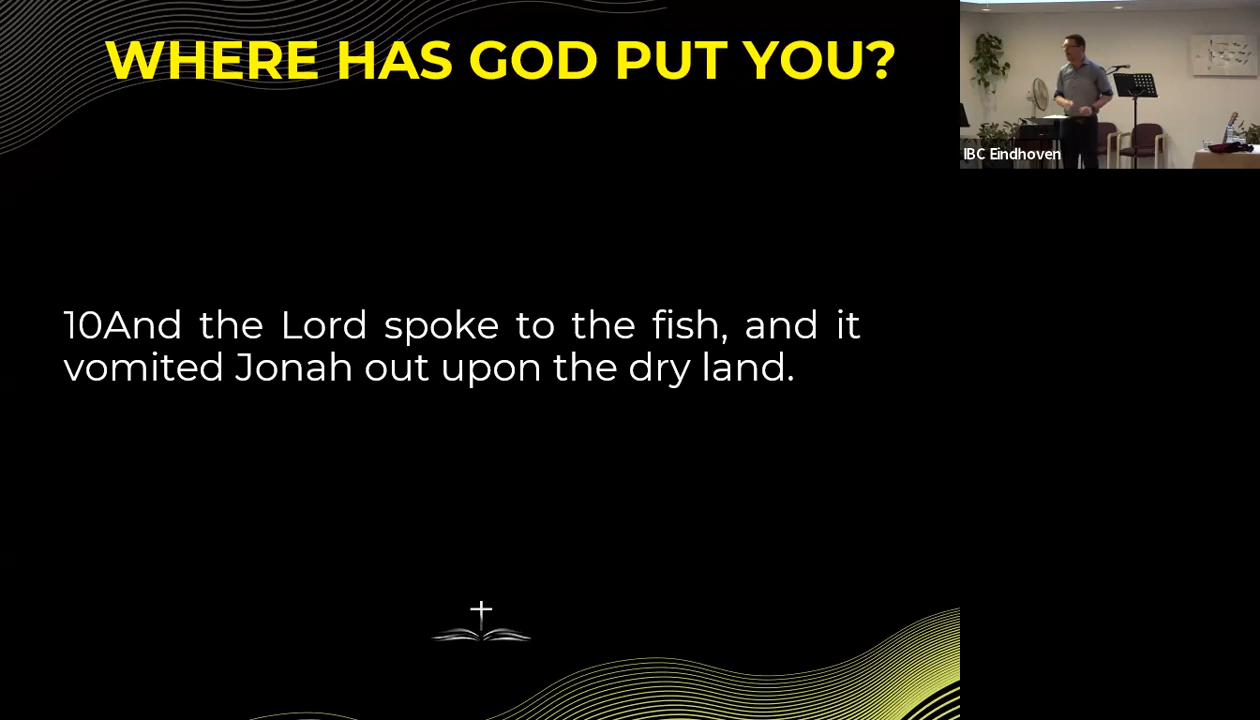 WHERE HAS GOD PUT YOU?
IBC Eindhoven
10And the Lord spoke to the fish, and it
vomited Jonah out upon the dry land.